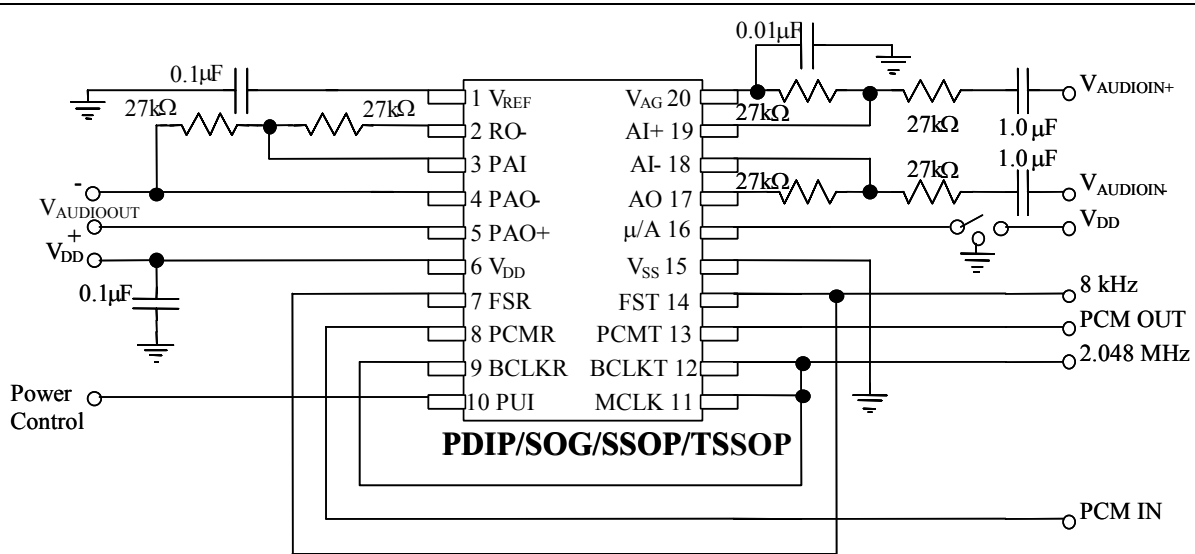 0.01μF
0.1μF
27kΩ
27kΩ
1 VREF
2 RO-
3 PAI
4 PAO-
5 PAO+
6 VDD
7 FSR
8 PCMR
9 BCLKR
10 PUI
VAG 20
AI+ 19
AI- 18
AO 17
μ/A 16
VSS 15
FST 14
PCMT 13
BCLKT 12
MCLK 11
27kΩ
27kΩ
1.0 μF
VAUDIOIN+
27kΩ
27kΩ
1.0 μF
VAUDIOIN-
-
VAUDIOOUT
+
VDD
0.1μF
VDD
8 kHz
PCM OUT
2.048 MHz
Power
Control
PDIP/SOG/SSOP/TSSOP
PCM IN